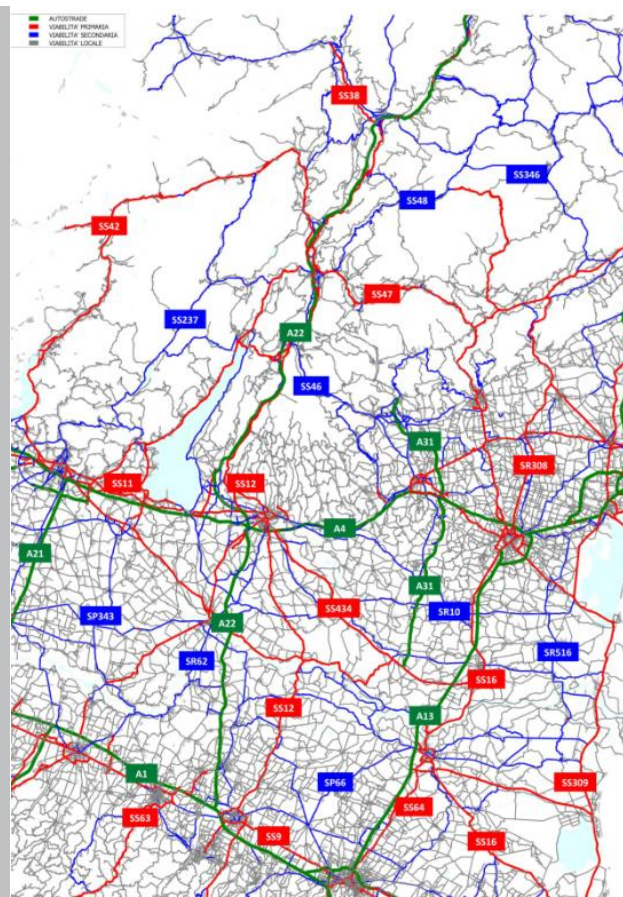 AUTOSTRADE
VIABILITA' PRIMARIA
VIABILITA' SECONDARIA
VIABILITA' LOCALE
SS38
SS346
SS48
SS42
SS47
SS237
A22
SS46
A31
SR308
SS11
SS12
A4
A21
A31
SS434
SR10
SP343
A22
SR62
SR516
SS16
SS12
A13
A1
SP66
SS309
SS64
SS63
SS9
SS16